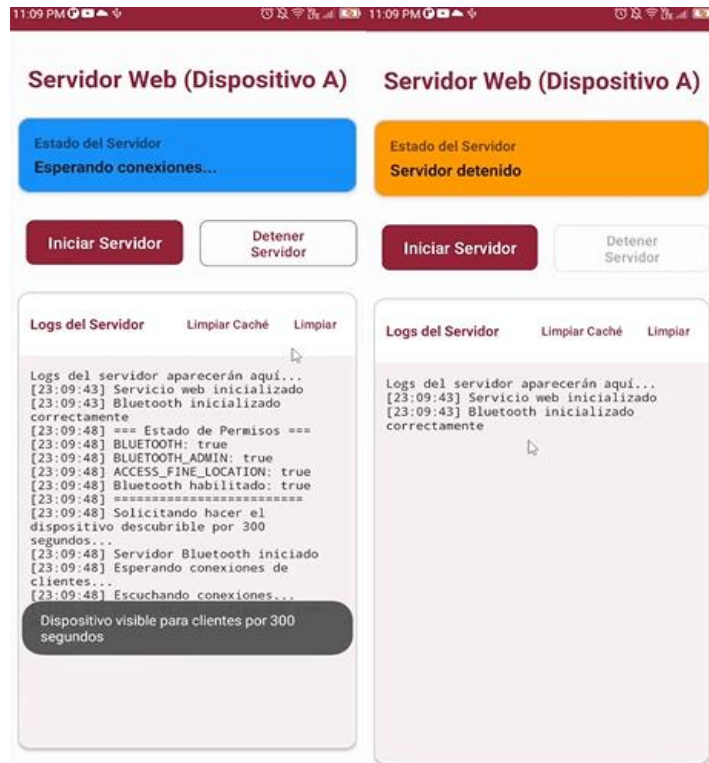 11:09 PM
Servidor Web (Dispositivo A)
Estado del Servidor
Esperando conexiones...
Iniciar Servidor
Detener
Servidor
Logs del Servidor
Limpiar Caché
Limpiar
Logs del servidor aparecerán aquí...
[23:09:43] Servicio web inicializado
[23:09:43] Bluetooth inicializado
correctamente
[23:09:48] === Estado de Permisos ===
[23:09:48] BLUETOOTH: true
[23:09:48] BLUETOOTH_ADMIN: true
[23:09:48] ACCESS_FINE_LOCATION: true
[23:09:48] Bluetooth habilitado: true
[23:09:48] =========================
[23:09:48] Solicitando hacer el
dispositivo descubrible por 300
segundos...
[23:09:48] Servidor Bluetooth iniciado
[23:09:48] Esperando conexiones de
clientes...
[23:09:48] Escuchando conexiones...
Dispositivo visible para clientes por 300
segundos
11:09 PM
Servidor Web (Dispositivo A)
Estado del Servidor
Servidor detenido
Iniciar Servidor
Detener
Servidor
Logs del Servidor
Limpiar Caché
Limpiar
Logs del servidor aparecerán aquí...
[23:09:43] Servicio web inicializado
[23:09:43] Bluetooth inicializado
correctamente